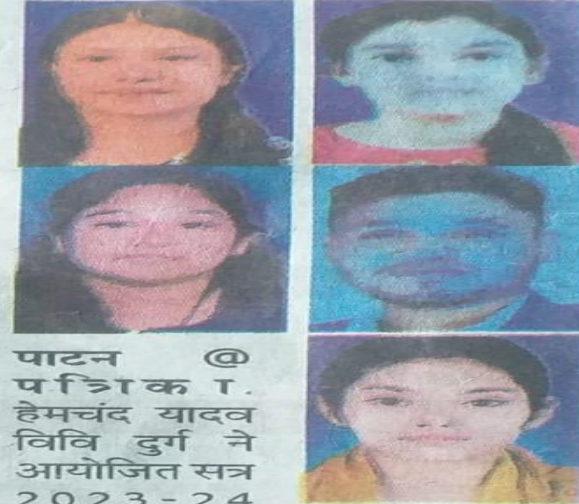 पाटन @
पत्रिका.
हेमचंद यादव
विवि दुर्ग ने
आयोजित सत्र
2023-24